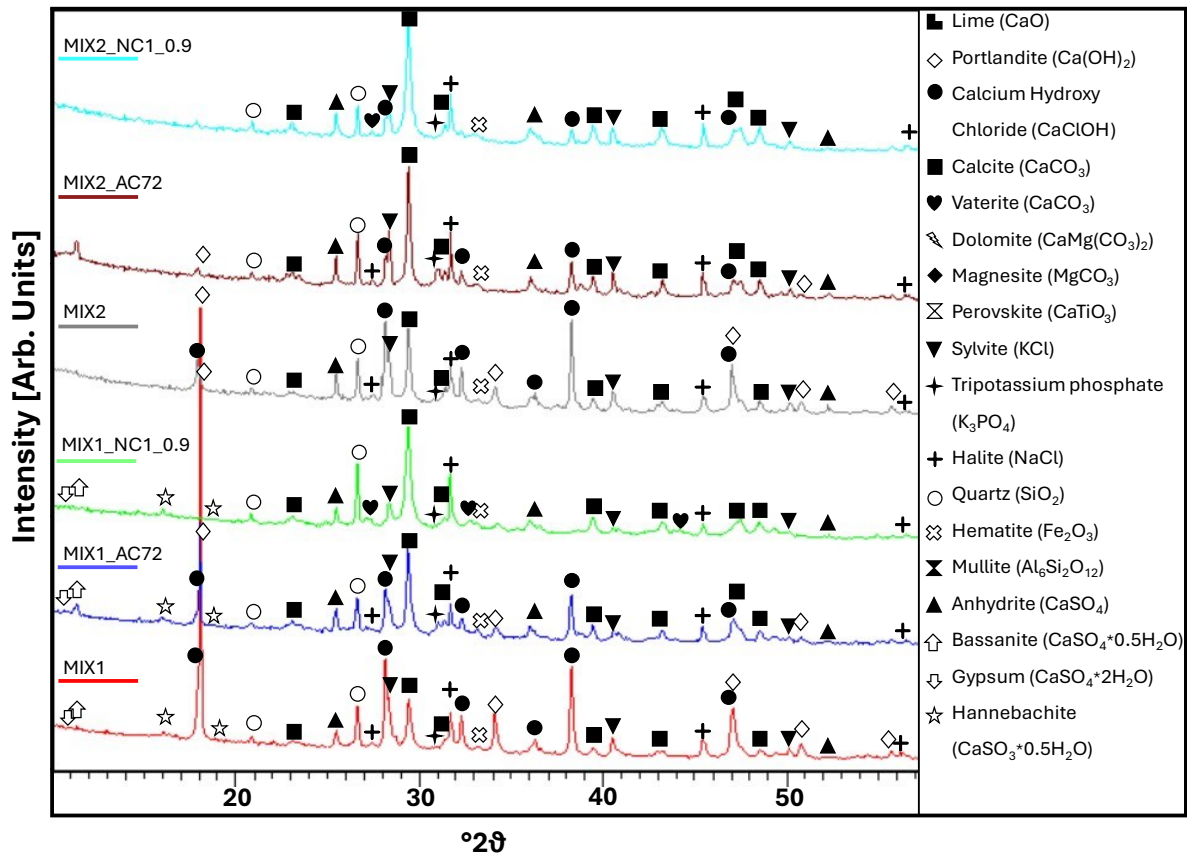 MIX2_NC1_0.9
MIX2_AC72
MIX2
MIX1_NC1_0.9
MIX1_AC72
MIX1
Intensity [Arb. Units]
20 30 40 50
°2ϑ
Lime (CaO)
Portlandite (Ca(OH)₂)
Calcium Hydroxy
Chloride (CaClOH)
Calcite (CaCO₃)
Vaterite (CaCO₃)
Dolomite (CaMg(CO₃)₂)
Magnesite (MgCO₃)
Perovskite (CaTiO₃)
Sylvite (KCl)
Tripotassium phosphate
(K₃PO₄)
Halite (NaCl)
Quartz (SiO₂)
Hematite (Fe₂O₃)
Mullite (Al₆Si₂O₁₂)
Anhydrite (CaSO₄)
Bassanite (CaSO₄*0.5H₂O)
Gypsum (CaSO₄*2H₂O)
Hannebachite
(CaSO₃*0.5H₂O)